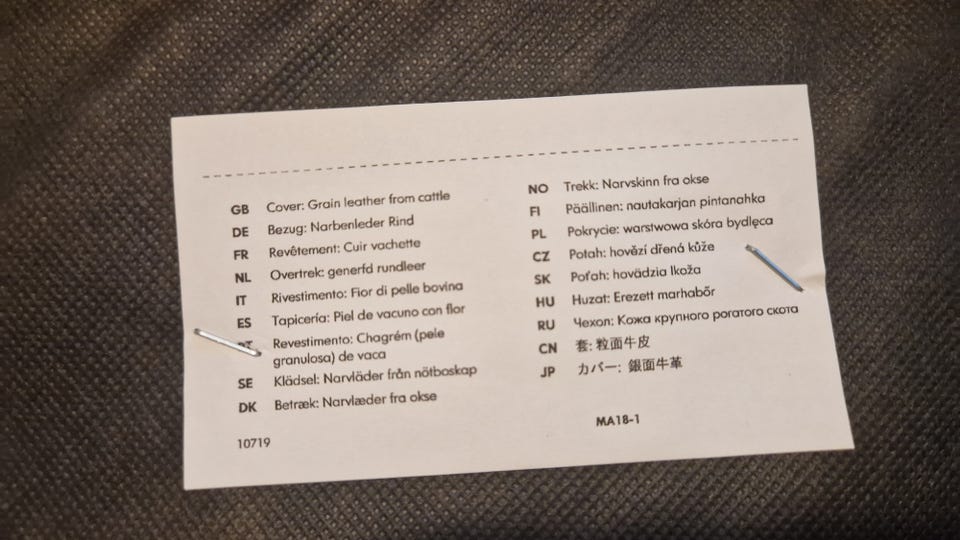 GB Cover: Grain leather from cattle
DE Bezug: Narbenleder Rind
FR Revêtement: Cuir vachette
NL Overtrek: generfd rundleer
IT Rivestimento: Fior di pelle bovina
ES Tapicería: Piel de vacuno con flor
PT Revestimento: Chagrém (pele
granulosa) de vaca
SE Klädsel: Narvläder från nötboskap
DK Betræk: Narvlæder fra okse
10719
NO Trekk: Narvskinn fra okse
FI Päällinen: nautakarjan pintanahka
PL Pokrycie: warstwowa skóra bydlęca
CZ Potah: hovězí dřená kůže
SK Poťah: hovädzia lkoža
HU Huzat: Erezett marhabőr
RU Чехол: Кожа крупного рогатого скота
CN 套: 粒面牛皮
JP カバー: 銀面牛革
MA18-1